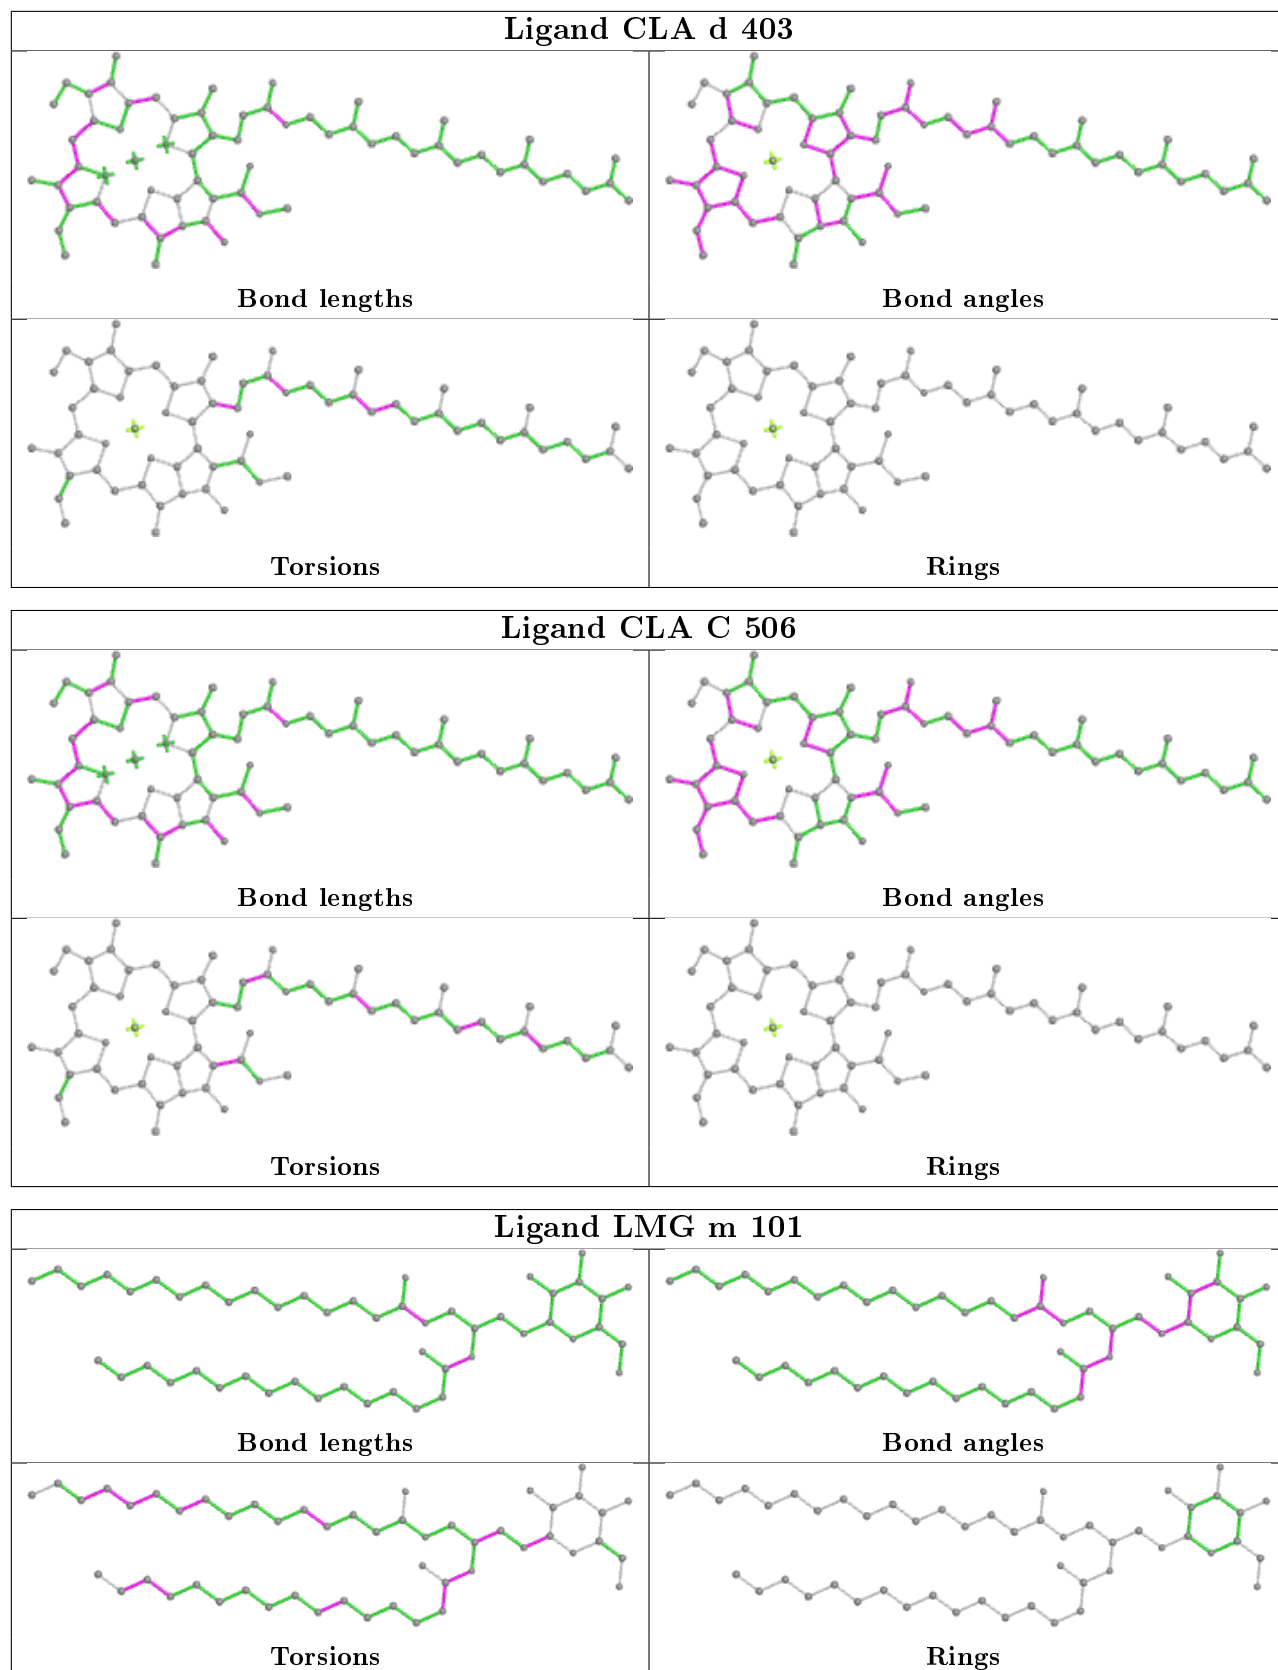 Ligand CLA d 403
Bond lengths
Bond angles
Torsions
Rings
Ligand CLA C 506
Bond lengths
Bond angles
Torsions
Rings
Ligand LMG m 101
Bond lengths
Bond angles
Torsions
Rings